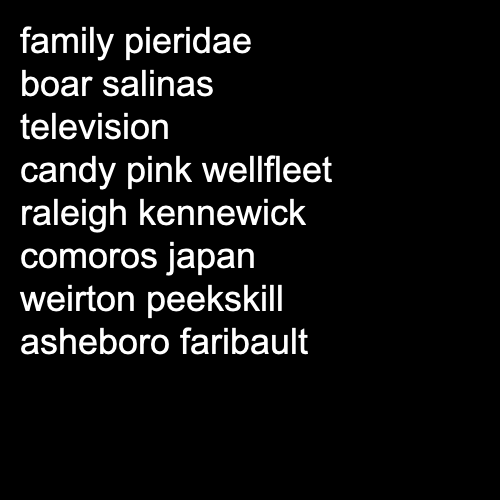 family pieridae
boar salinas
television
candy pink wellfleet
raleigh kennewick
comoros japan
weirton peekskill
asheboro faribault